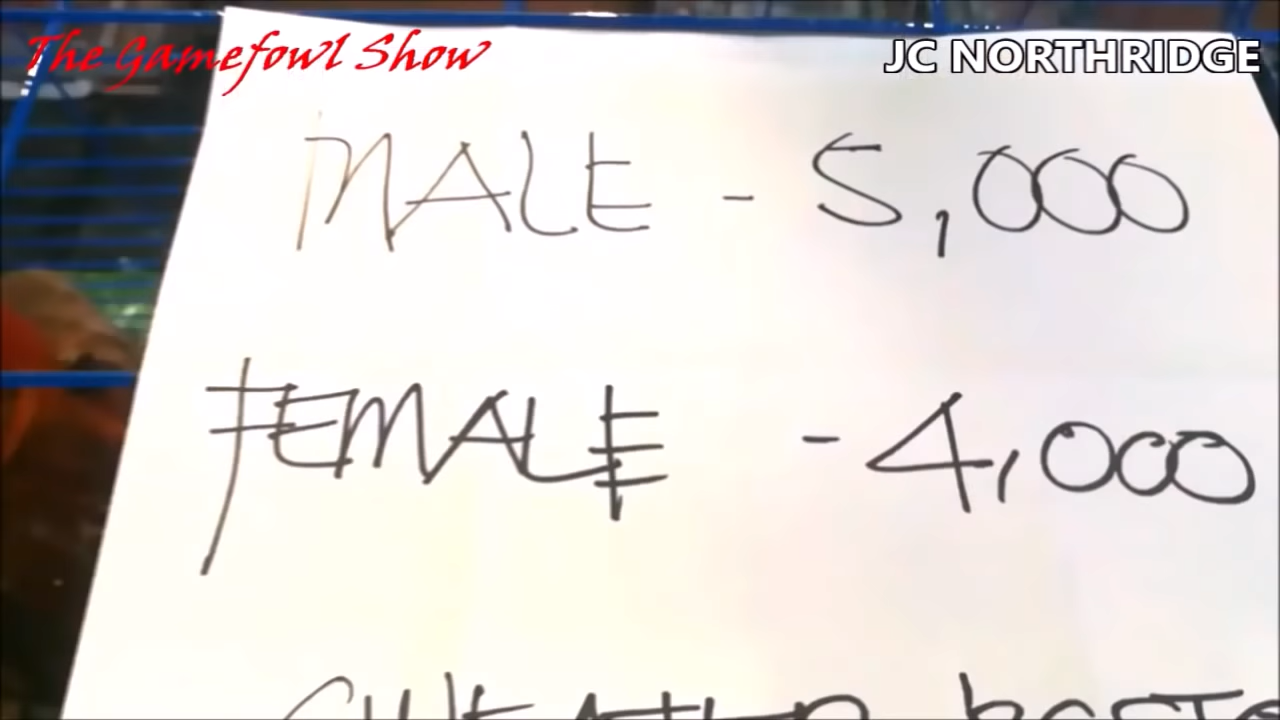 The Gamefowl Show
JC NORTHRIDGE
MALE - 5,000
FEMALE - 4,000